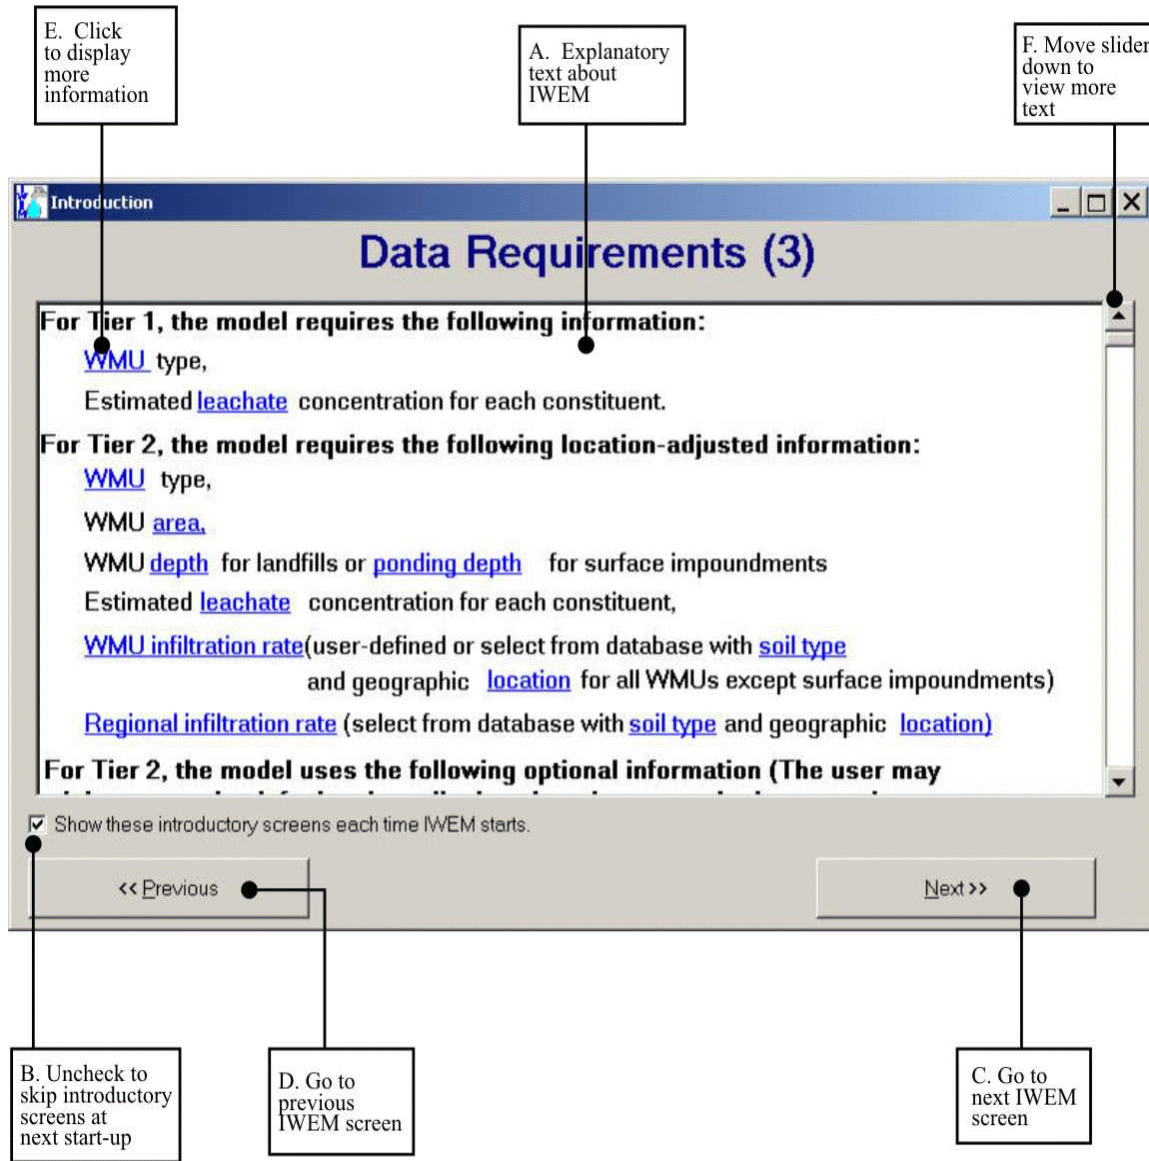 E. Click
to display
more
information
A. Explanatory
text about
IWEM
F. Move slider
down to
view more
text
Introduction
Data Requirements (3)
For Tier 1, the model requires the following information:
WMU type,
Estimated leachate concentration for each constituent.
For Tier 2, the model requires the following location-adjusted information:
WMU type,
WMU area,
WMU depth for landfills or ponding depth for surface impoundments
Estimated leachate concentration for each constituent,
WMU infiltration rate(user-defined or select from database with soil type
and geographic location for all WMUs except surface impoundments)
Regional infiltration rate (select from database with soil type and geographic location)
For Tier 2, the model uses the following optional information (The user may
Show these introductory screens each time IWEM starts.
<< Previous
Next >>
B. Uncheck to
skip introductory
screens at
next start-up
D. Go to
previous
IWEM screen
C. Go to
next IWEM
screen